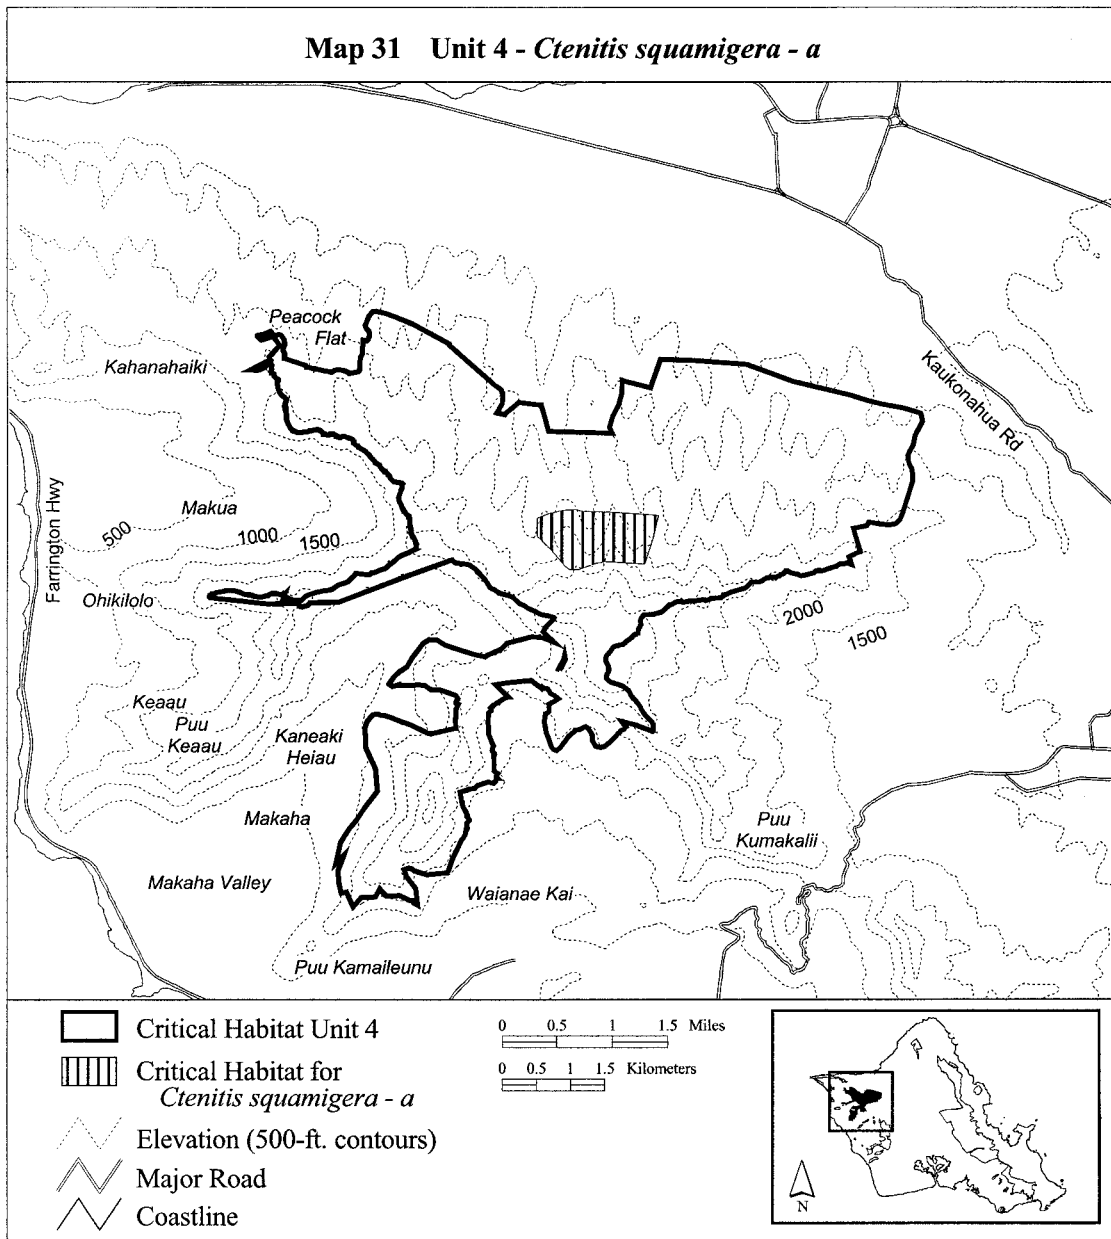 Map 31 Unit 4 - Ctenitis squamigera - a
Peacock
Flat
Kahanahaiki
Kaukonahua Rd
Farrington Hwy
Makua
500
1000
1500
Ohikilolo
2000
1500
Keaau
Puu
Keaau
Kaneaki
Heiau
Makaha
Puu
Kumakalii
Makaha Valley
Waianae Kai
Puu Kamaileunu
Critical Habitat Unit 4
Critical Habitat for
Ctenitis squamigera - a
Elevation (500-ft. contours)
Major Road
Coastline
0 0.5 1 1.5 Miles
0 0.5 1 1.5 Kilometers
N